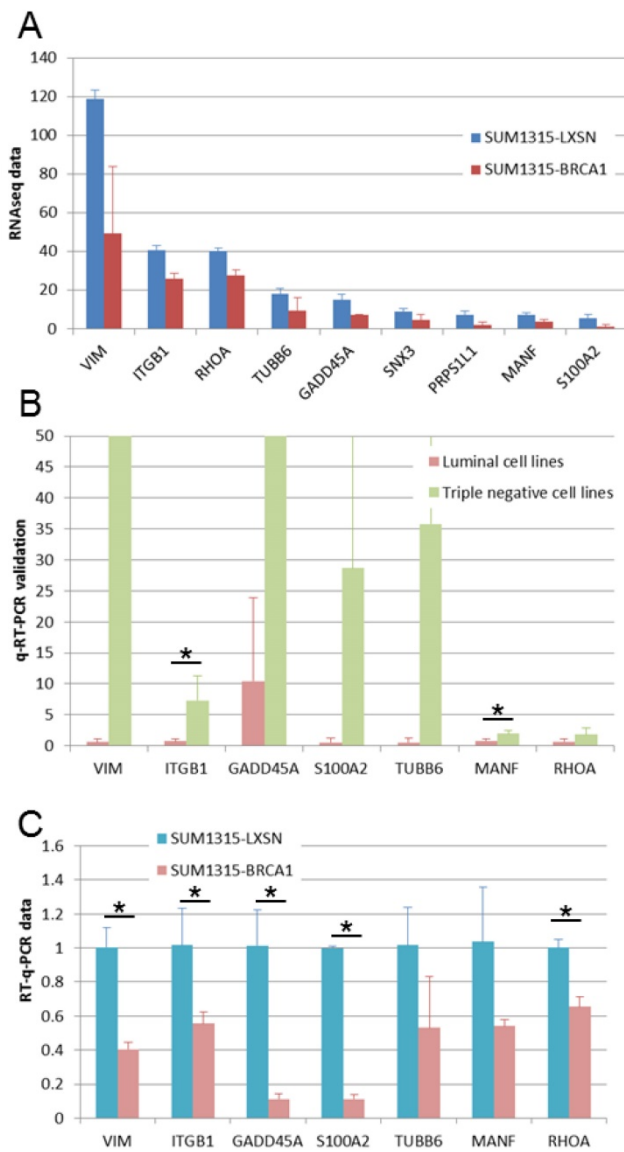 A
140
120
100
80
60
40
20
0
RNAseq data
SUM1315-LXSN
SUM1315-BRCA1
VIM
ITGB1
RHOA
TUBB6
GADD45A
SNX3
PRPS1L1
MANF
S100A2
B
50
45
40
35
30
25
20
15
10
5
0
q-RT-PCR validation
Luminal cell lines
Triple negative cell lines
*
*
VIM
ITGB1
GADD45A
S100A2
TUBB6
MANF
RHOA
C
1.6
1.4
1.2
1
0.8
0.6
0.4
0.2
0
RT-q-PCR data
SUM1315-LXSN
SUM1315-BRCA1
*
*
*
*
*
VIM
ITGB1
GADD45A
S100A2
TUBB6
MANF
RHOA